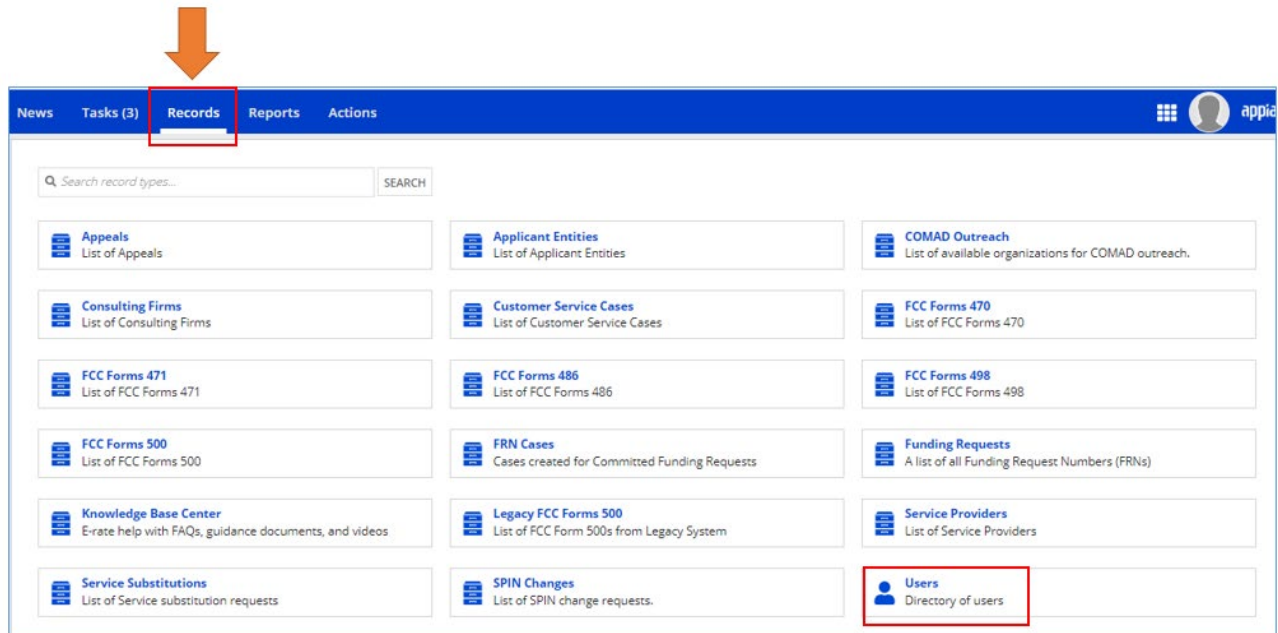 News Tasks (3) Records Reports Actions appia
Search record types... SEARCH
Appeals
List of Appeals
Applicant Entities
List of Applicant Entities
COMAD Outreach
List of available organizations for COMAD outreach.
Consulting Firms
List of Consulting Firms
Customer Service Cases
List of Customer Service Cases
FCC Forms 470
List of FCC Forms 470
FCC Forms 471
List of FCC Forms 471
FCC Forms 486
List of FCC Forms 486
FCC Forms 498
List of FCC Forms 498
FCC Forms 500
List of FCC Forms 500
FRN Cases
Cases created for Committed Funding Requests
Funding Requests
A list of all Funding Request Numbers (FRNs)
Knowledge Base Center
E-rate help with FAQs, guidance documents, and videos
Legacy FCC Forms 500
List of FCC Form 500s from Legacy System
Service Providers
List of Service Providers
Service Substitutions
List of Service substitution requests
SPIN Changes
List of SPIN change requests.
Users
Directory of users